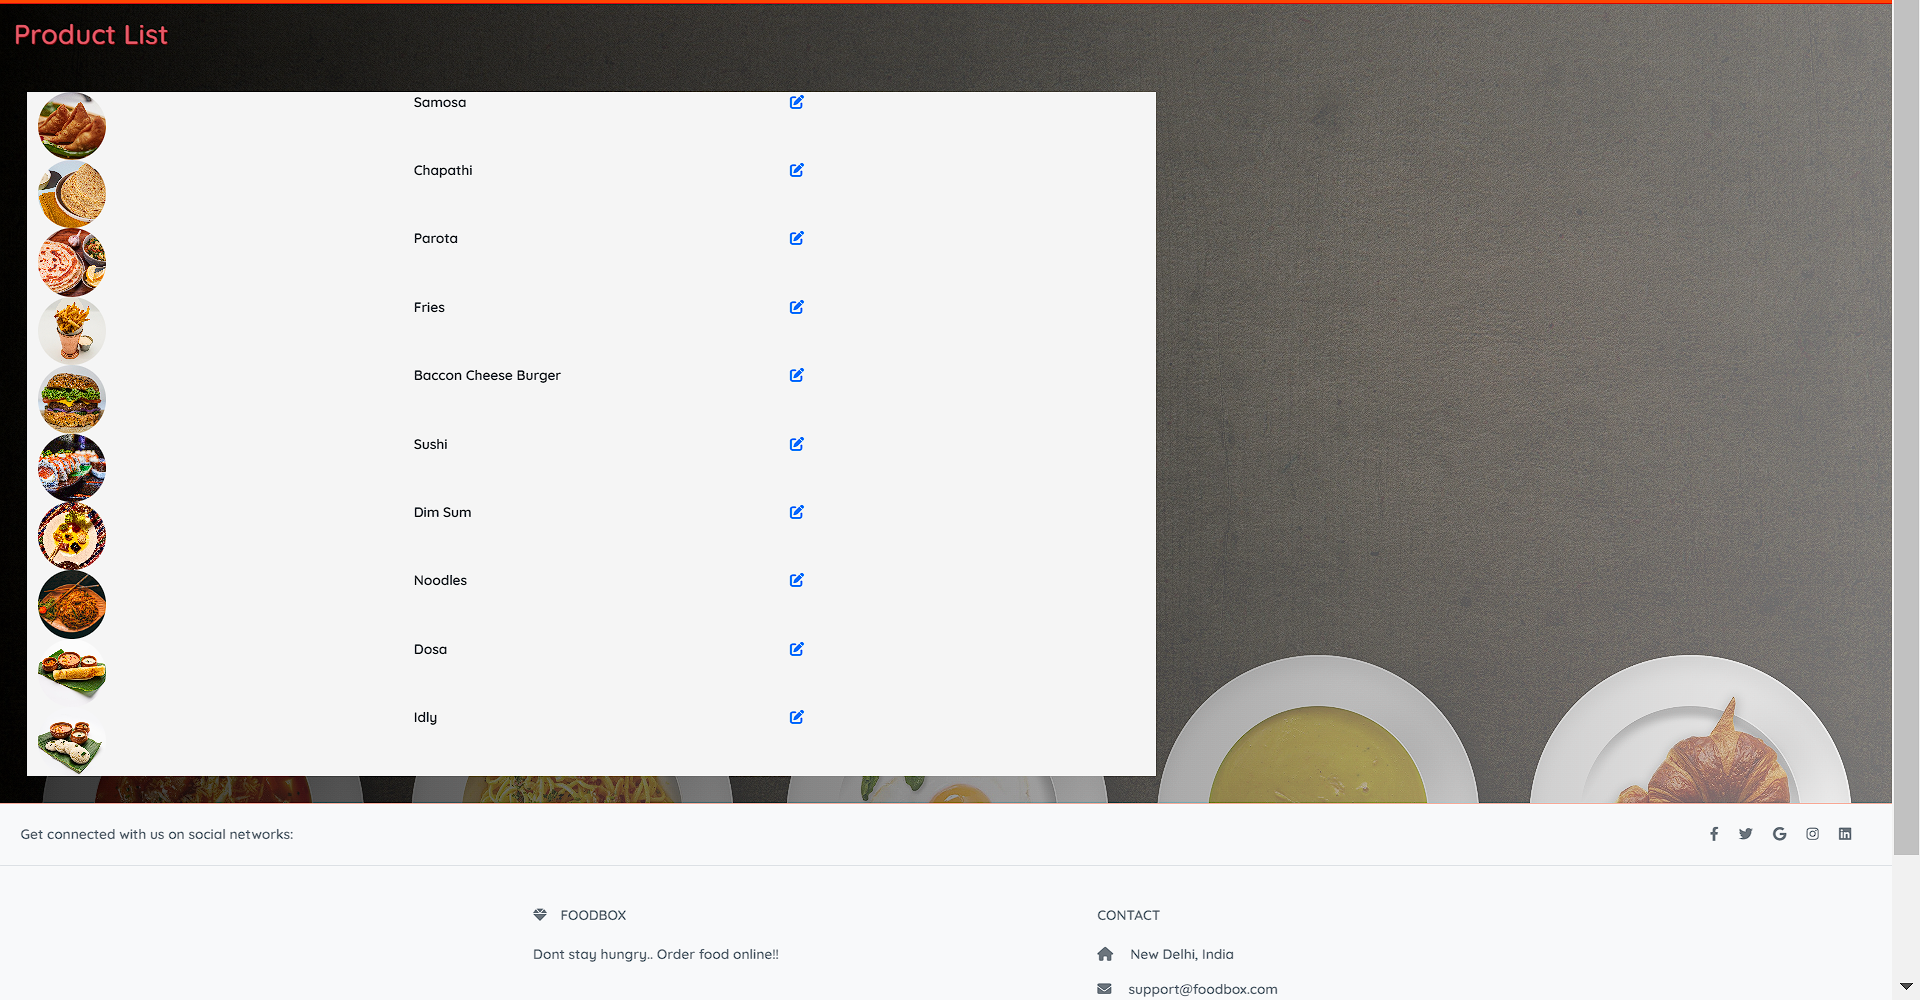 Product List
Samosa
Chapathi
Parota
Fries
Baccon Cheese Burger
Sushi
Dim Sum
Noodles
Dosa
Idly
Get connected with us on social networks:
FOODBOX
Dont stay hungry.. Order food online!!
CONTACT
New Delhi, India
support@foodbox.com